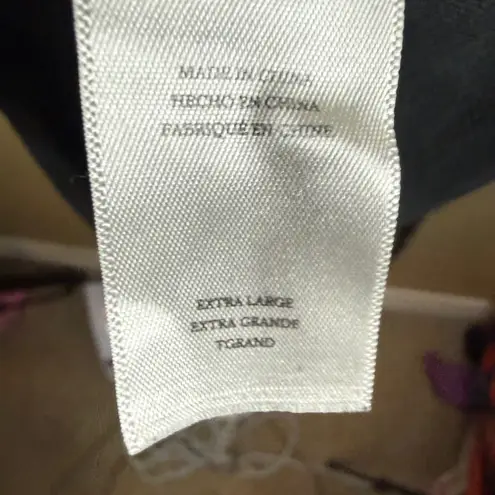 MADE IN CHINA
HECHO EN CHINA
FABRIQUÉ EN CHINE
EXTRA LARGE
EXTRA GRANDE
TGRAND